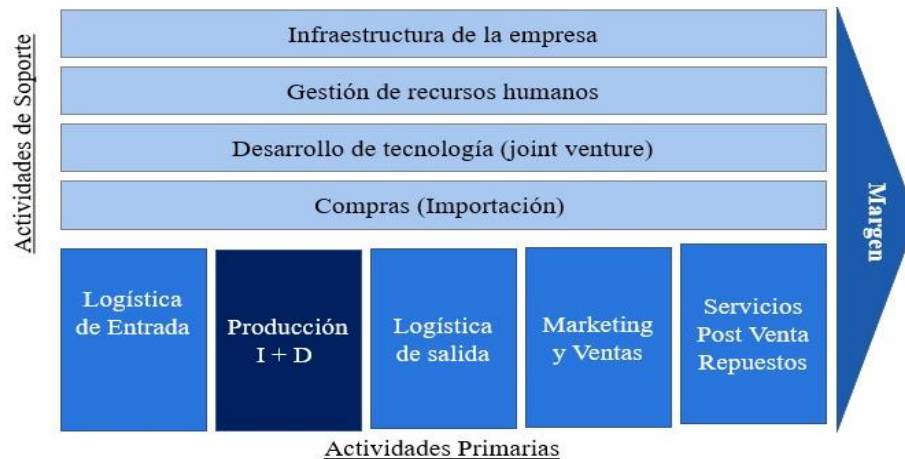 Actividades de Soporte
Infraestructura de la empresa
Gestión de recursos humanos
Desarrollo de tecnología (joint venture)
Compras (Importación)
Logística
de Entrada
Producción
I + D
Logística
de salida
Marketing
y Ventas
Servicios
Post Venta
Repuestos
Margen
Actividades Primarias